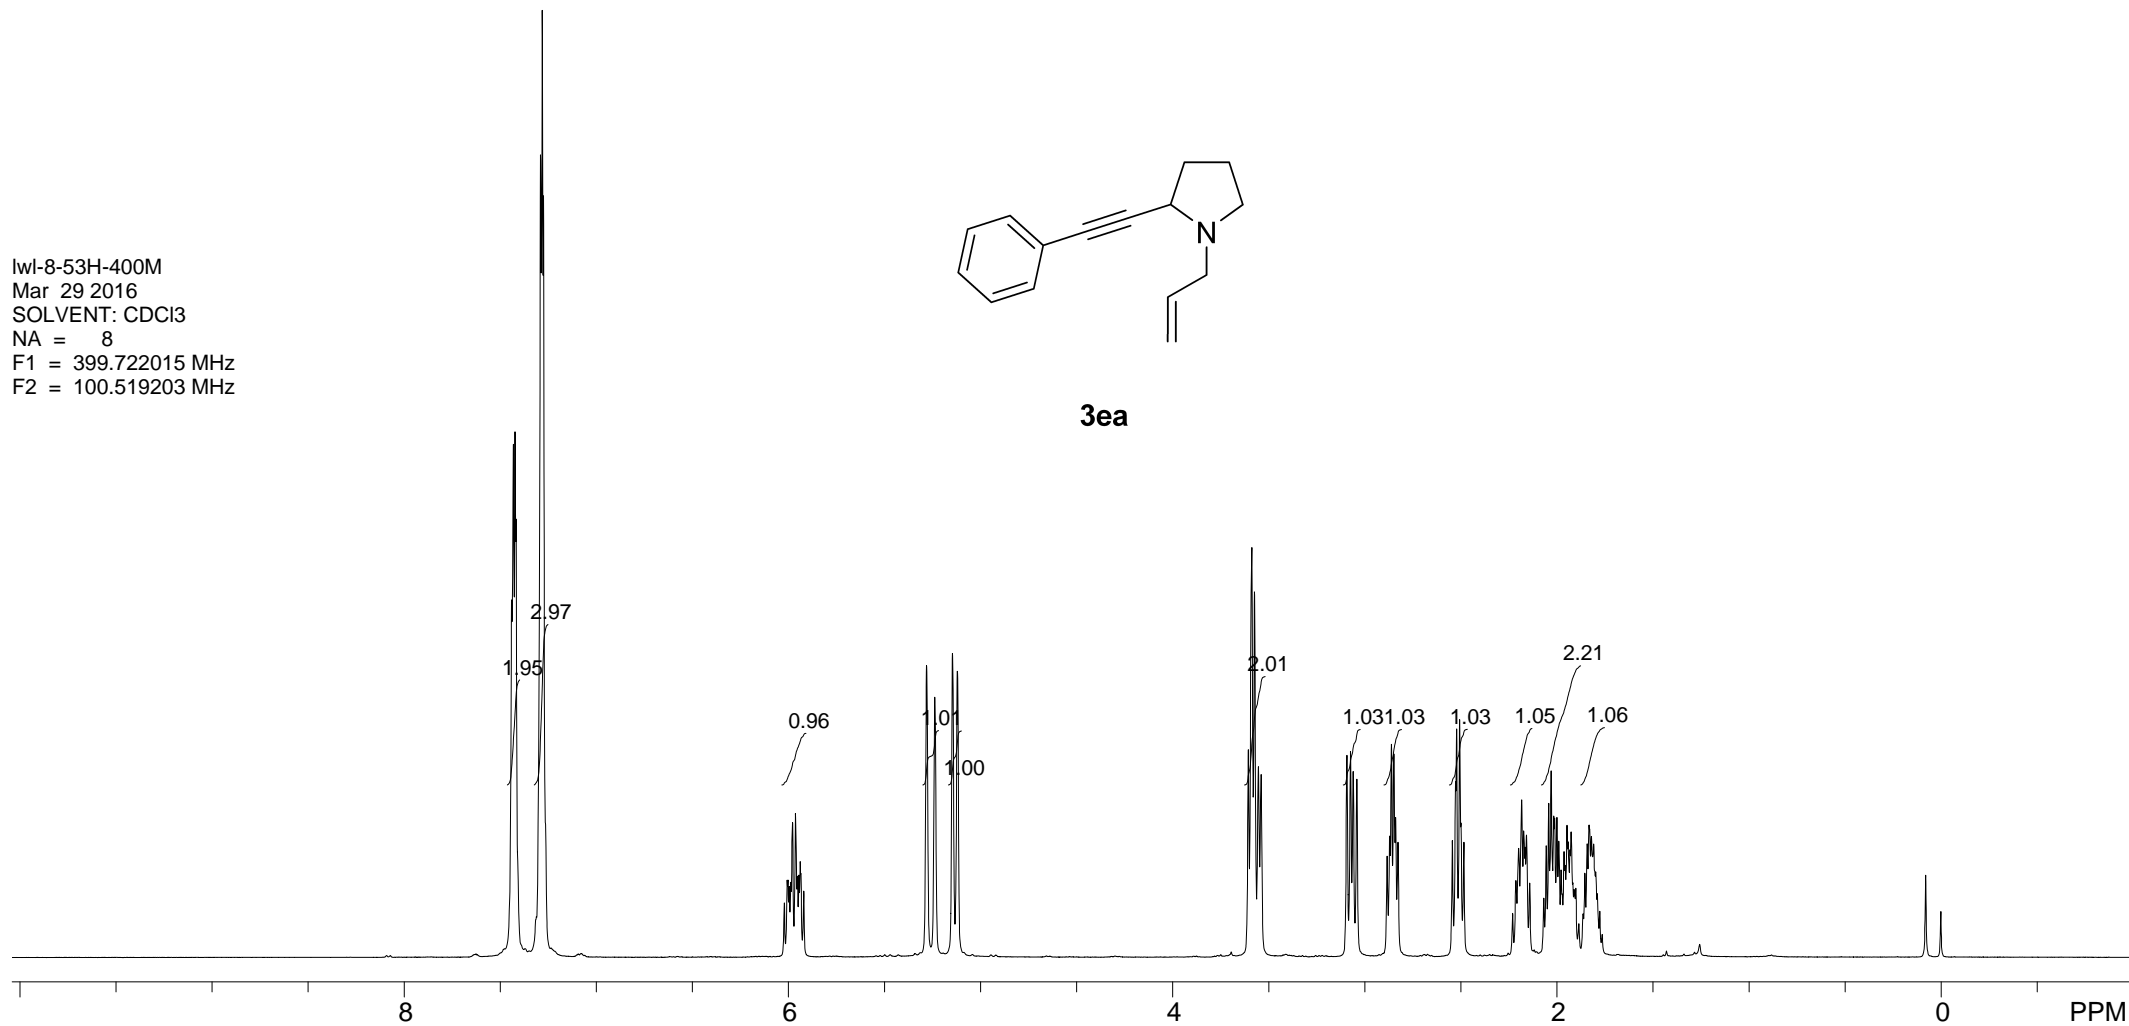 lwl-8-53H-400M
Mar 29 2016
SOLVENT: CDCl3
NA = 8
F1 = 399.722015 MHz
F2 = 100.519203 MHz
N
3ea
1.95
2.97
0.96
1.01
1.00
2.01
1.03
1.03
1.03
1.05
2.21
1.06
8
6
4
2
0
PPM